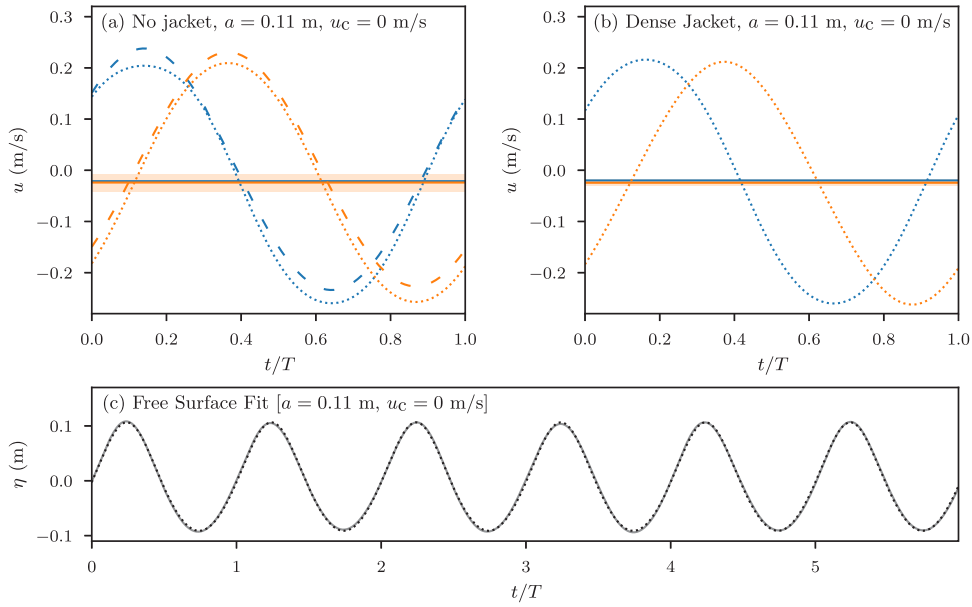 (a) No jacket, a = 0.11 m, u_C = 0 m/s
u (m/s)
0.3
0.2
0.1
0.0
−0.1
−0.2
0.0 0.2 0.4 0.6 0.8 1.0
t/T
(b) Dense Jacket, a = 0.11 m, u_C = 0 m/s
u (m/s)
0.3
0.2
0.1
0.0
−0.1
−0.2
0.0 0.2 0.4 0.6 0.8 1.0
t/T
(c) Free Surface Fit [a = 0.11 m, u_C = 0 m/s]
η (m)
0.1
0.0
−0.1
0 1 2 3 4 5
t/T